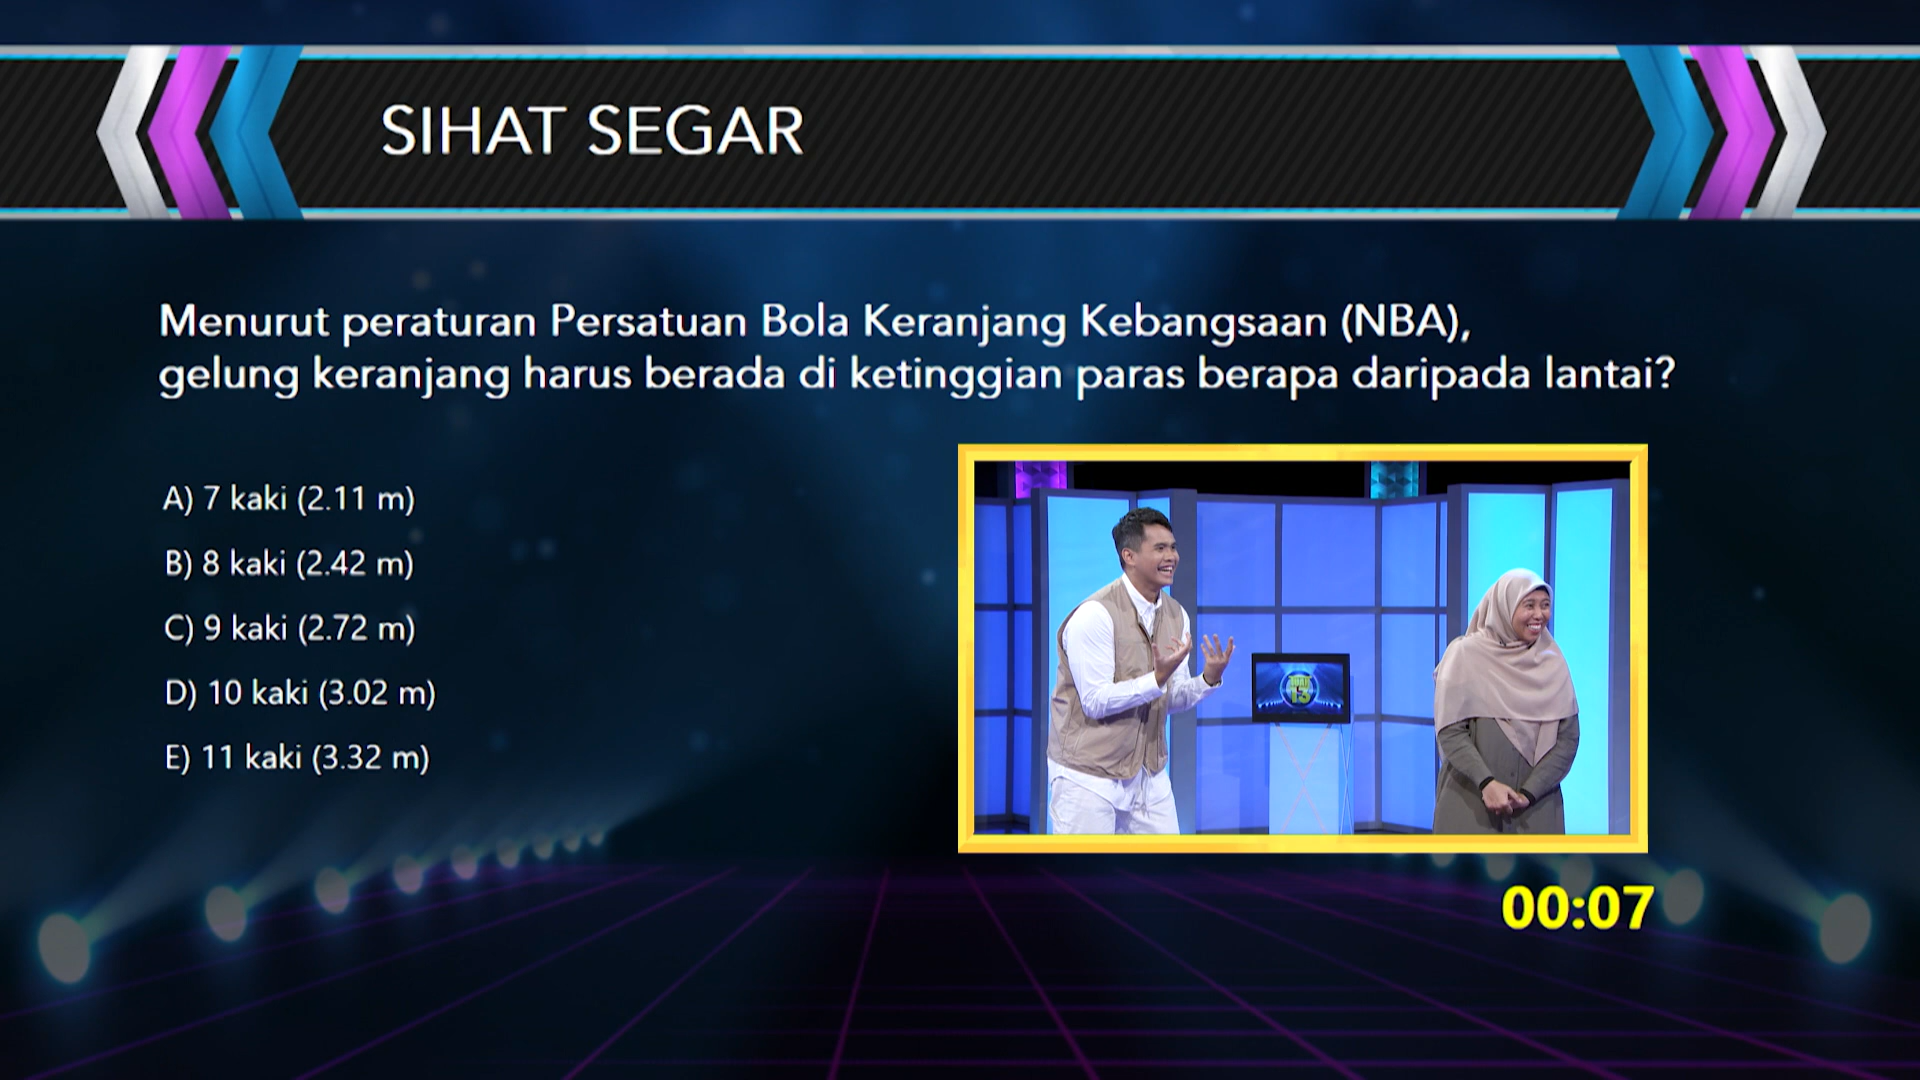 SIHAT SEGAR
Menurut peraturan Persatuan Bola Keranjang Kebangsaan (NBA),
gelung keranjang harus berada di ketinggian paras berapa daripada lantai?
A) 7 kaki (2.11 m)
B) 8 kaki (2.42 m)
C) 9 kaki (2.72 m)
D) 10 kaki (3.02 m)
E) 11 kaki (3.32 m)
00:07